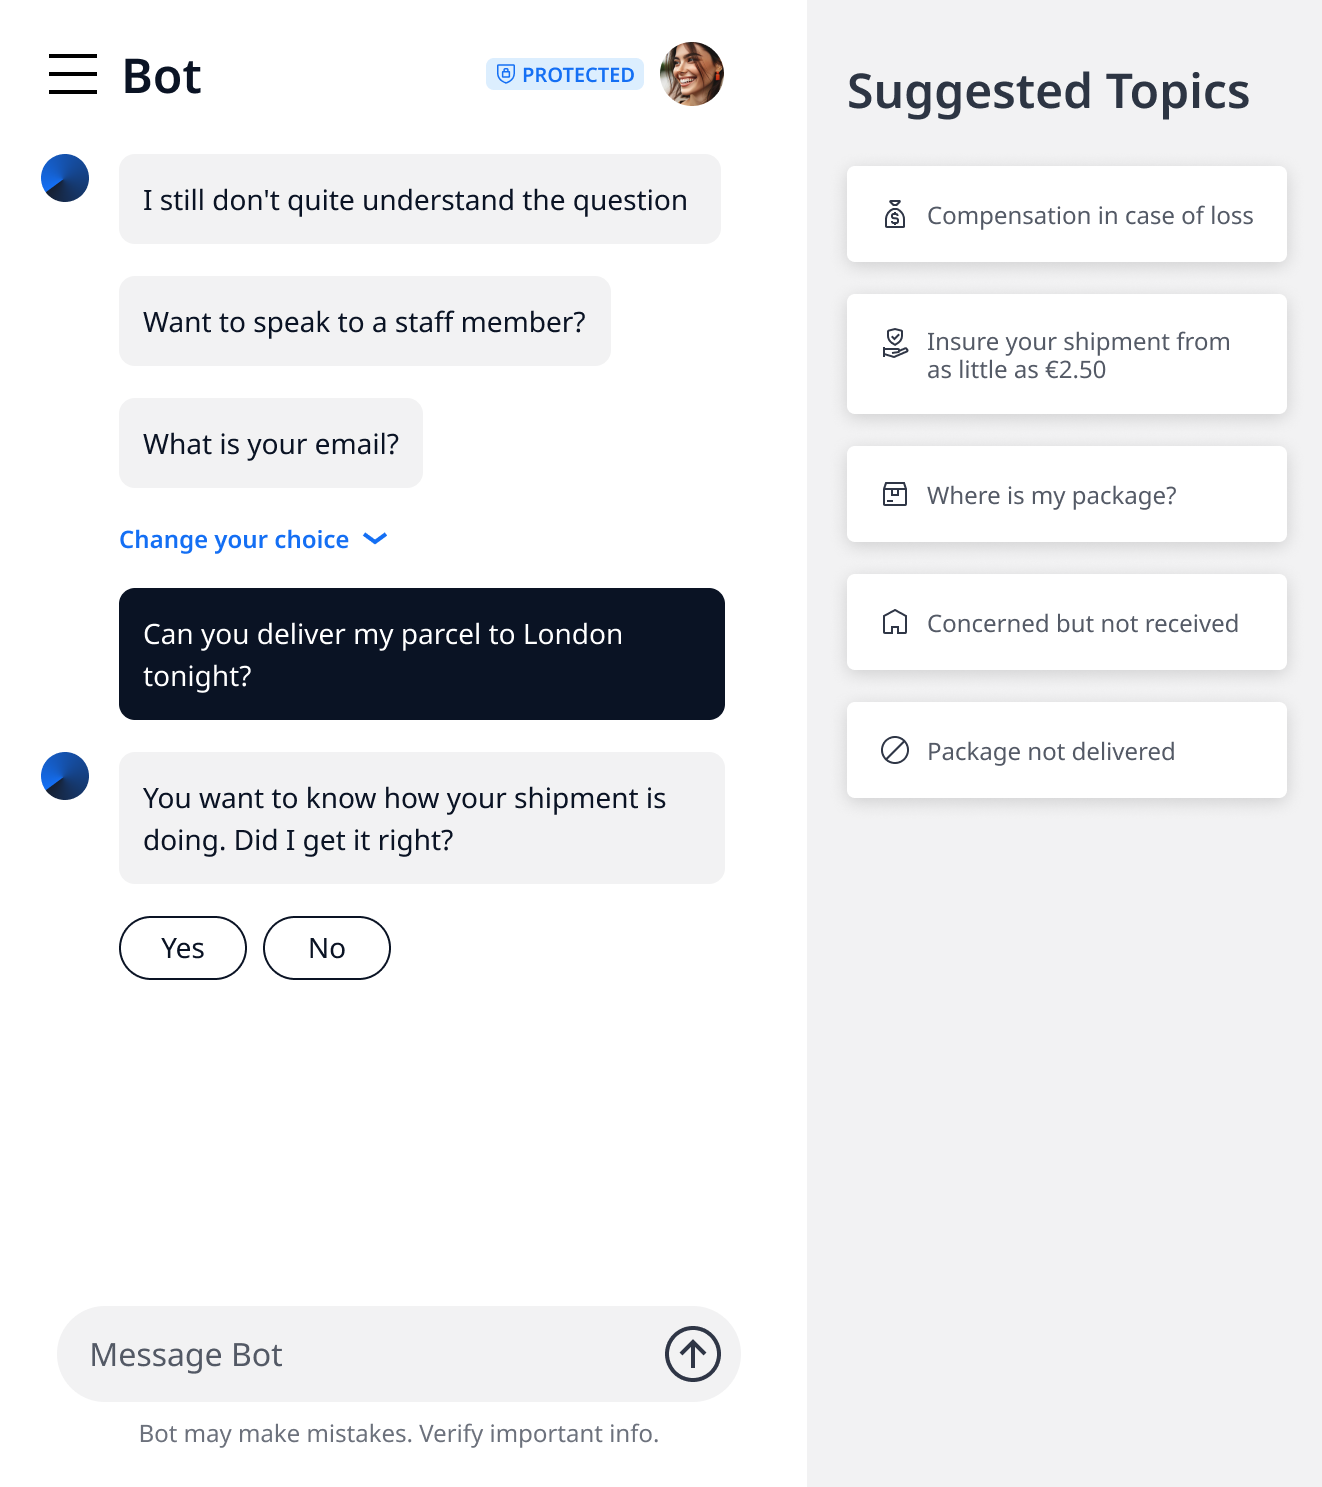 Bot
PROTECTED
I still don't quite understand the question
Want to speak to a staff member?
What is your email?
Change your choice
Can you deliver my parcel to London
tonight?
You want to know how your shipment is
doing. Did I get it right?
Yes
No
Message Bot
Bot may make mistakes. Verify important info.
Suggested Topics
Compensation in case of loss
Insure your shipment from
as little as €2.50
Where is my package?
Concerned but not received
Package not delivered